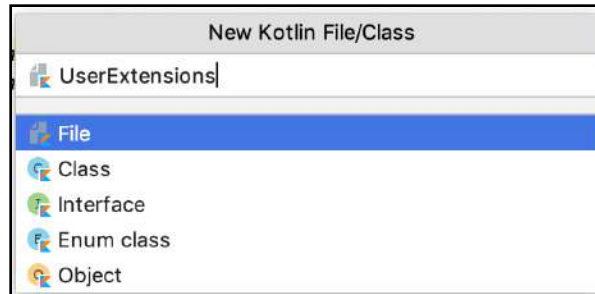 New Kotlin File/Class
UserExtensions
File
Class
Interface
Enum class
Object